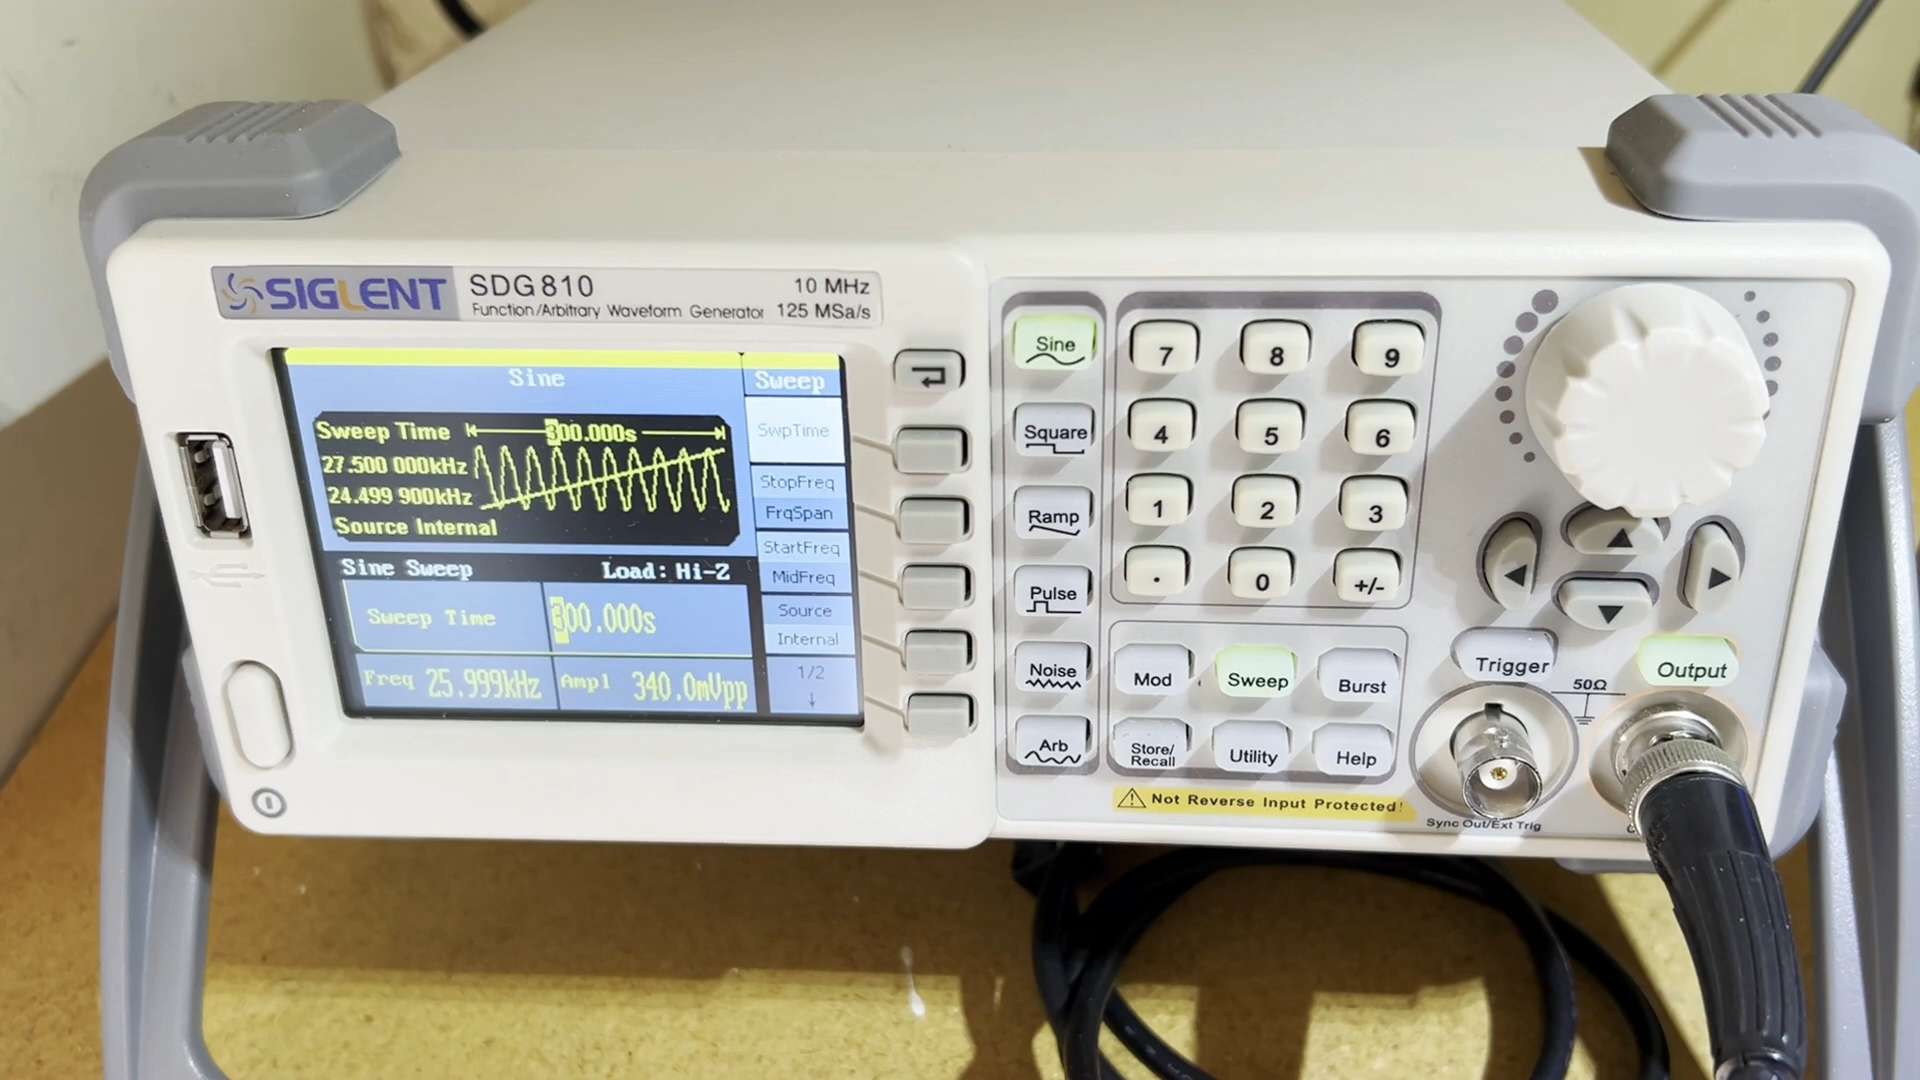 SIGLENT
SDG810
10 MHz
Function/Arbitrary Waveform Generator
125 MSa/s
Sine
Sweep
Sweep Time
300.000s
27.500 000kHz
24.499 900kHz
Source Internal
SwpTime
StopFreq
FrqSpan
StartFreq
MidFreq
Source
Internal
1/2
↓
Sine Sweep
Load: Hi-Z
Sweep Time
300.000s
Freq 25.999kHz
Ampl 340.0mVpp
Sine
Square
Ramp
Pulse
Noise
Arb
7 8 9
4 5 6
1 2 3
. 0 +/-
Mod
Sweep
Burst
Store/
Recall
Utility
Help
Not Reverse Input Protected!
Trigger
50Ω
Output
Sync Out/Ext Trig